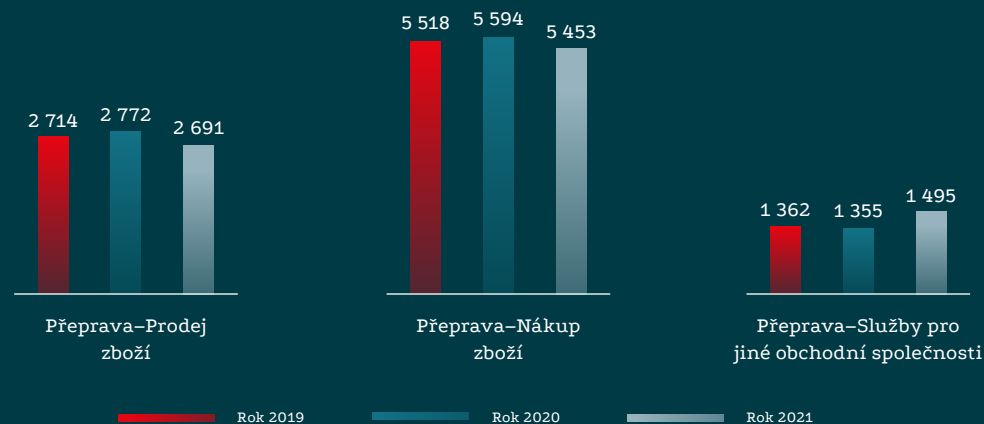 2 714
2 772
2 691
Přeprava–Prodej
zboží
5 518
5 594
5 453
Přeprava–Nákup
zboží
1 362
1 355
1 495
Přeprava–Služby pro
jiné obchodní společnosti
Rok 2019
Rok 2020
Rok 2021